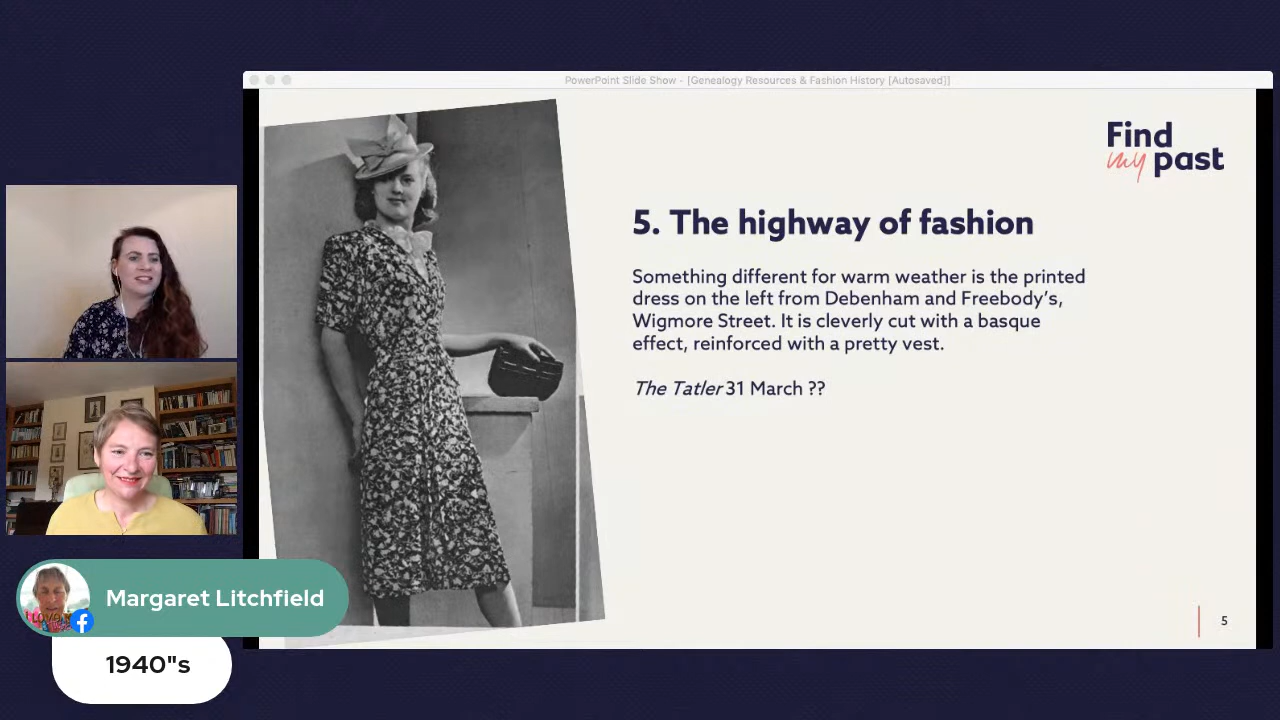 PowerPoint Slide Show - [Genealogy Resources & Fashion History [Autosaved]]
Find
my past
5. The highway of fashion
Something different for warm weather is the printed
dress on the left from Debenham and Freebody's,
Wigmore Street. It is cleverly cut with a basque
effect, reinforced with a pretty vest.
The Tatler 31 March ??
5
Margaret Litchfield
1940"s